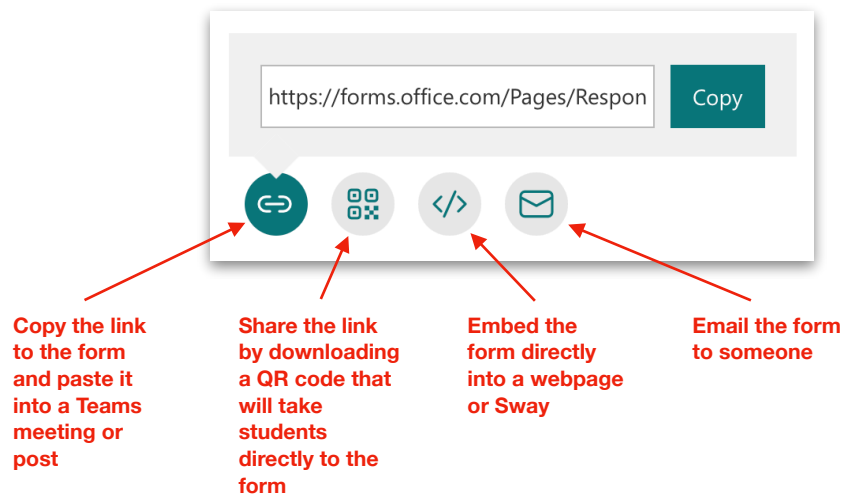 https://forms.office.com/Pages/Respon
Copy
Copy the link
to the form
and paste it
into a Teams
meeting or
post
Share the link
by downloading
a QR code that
will take
students
directly to the
form
Embed the
form directly
into a webpage
or Sway
Email the form
to someone